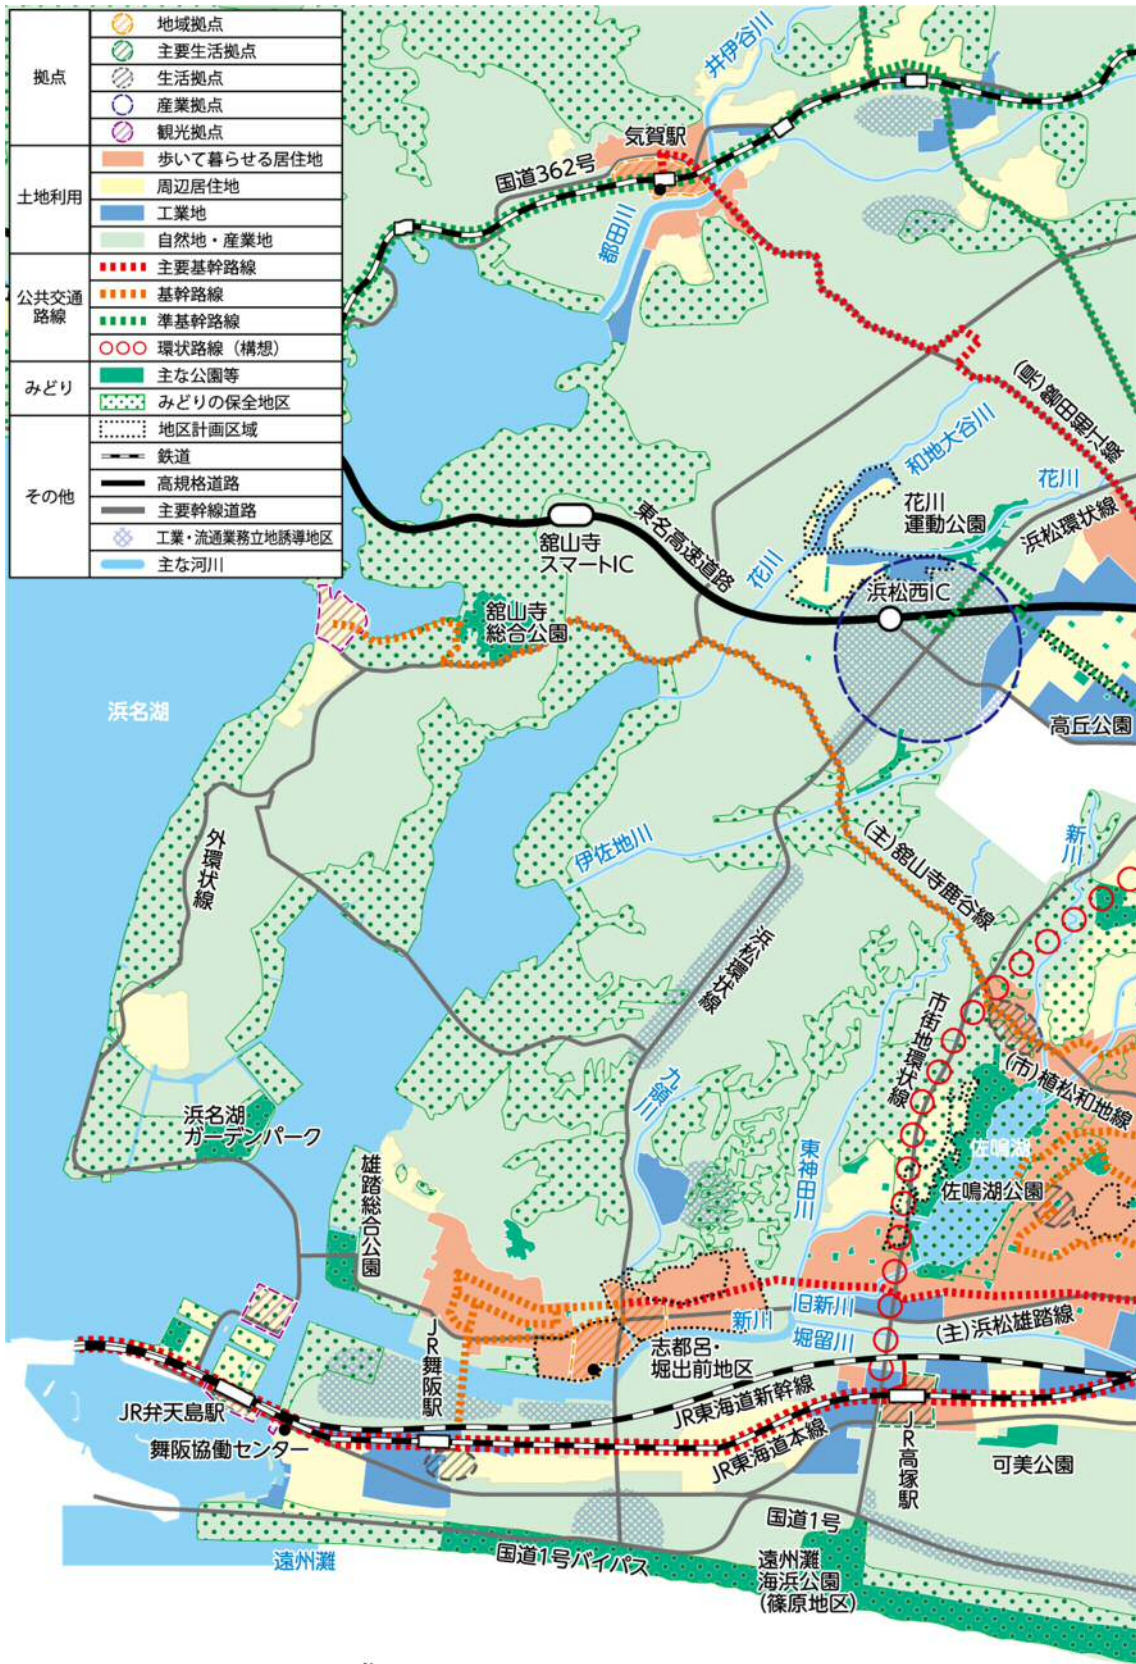 拠点
地域拠点
主要生活拠点
生活拠点
産業拠点
観光拠点
土地利用
歩いて暮らせる居住地
周辺居住地
工業地
自然地・産業地
公共交通
路線
主要基幹路線
基幹路線
準基幹路線
環状路線（構想）
みどり
主な公園等
みどりの保全地区
その他
地区計画区域
鉄道
高規格道路
主要幹線道路
工業・流通業務立地誘導地区
主な河川
井伊谷川
気賀駅
国道362号
都田川
(県)磐田細江線
和地大谷川
花川
花川
運動公園
浜松環状線
舘山寺
スマートIC
東名高速道路
花川
浜松西IC
舘山寺
総合公園
浜名湖
高丘公園
外環状線
伊佐地川
(主)舘山寺鹿谷線
新川
浜松環状線
市街地環状線
(市)植松和地線
九領川
浜名湖
ガーデンパーク
雄踏総合公園
東神田川
佐鳴湖
佐鳴湖公園
JR舞阪駅
新川
旧新川
堀留川
(主)浜松雄踏線
志都呂・
堀出前地区
JR弁天島駅
舞阪協働センター
JR東海道新幹線
JR東海道本線
JR高塚駅
可美公園
国道1号
遠州灘
国道1号バイパス
遠州灘
海浜公園
(篠原地区)